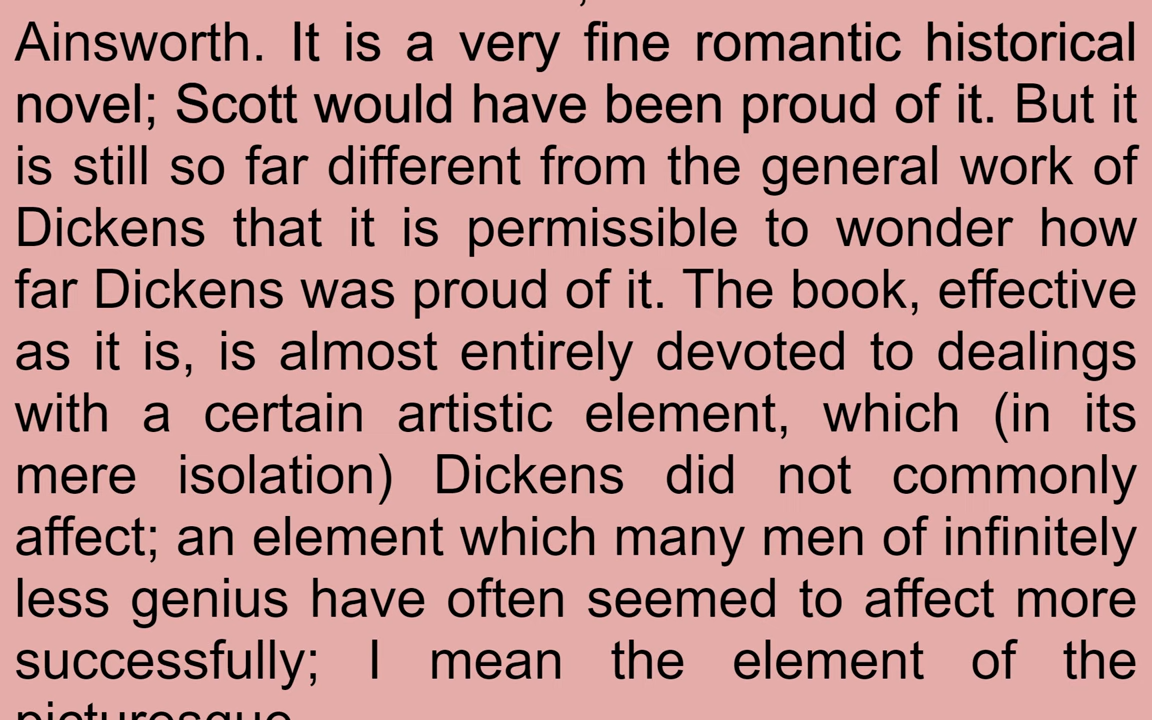 Ainsworth. It is a very fine romantic historical
novel; Scott would have been proud of it. But it
is still so far different from the general work of
Dickens that it is permissible to wonder how
far Dickens was proud of it. The book, effective
as it is, is almost entirely devoted to dealings
with a certain artistic element, which (in its
mere isolation) Dickens did not commonly
affect; an element which many men of infinitely
less genius have often seemed to affect more
successfully; I mean the element of the
picturesque.